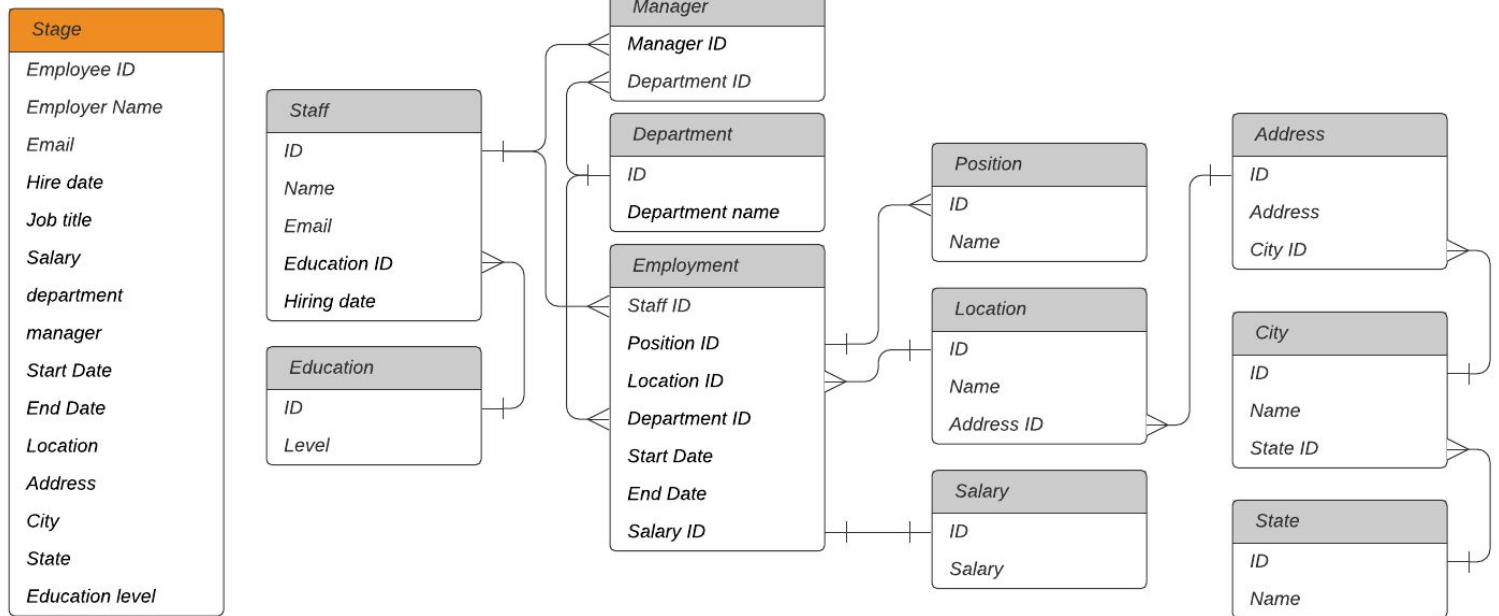 Stage
Employee ID
Employer Name
Email
Hire date
Job title
Salary
department
manager
Start Date
End Date
Location
Address
City
State
Education level
Staff
ID
Name
Email
Education ID
Hiring date
Education
ID
Level
Manager
Manager ID
Department ID
Department
ID
Department name
Employment
Staff ID
Position ID
Location ID
Department ID
Start Date
End Date
Salary ID
Position
ID
Name
Location
ID
Name
Address ID
Salary
ID
Salary
Address
ID
Address
City ID
City
ID
Name
State ID
State
ID
Name